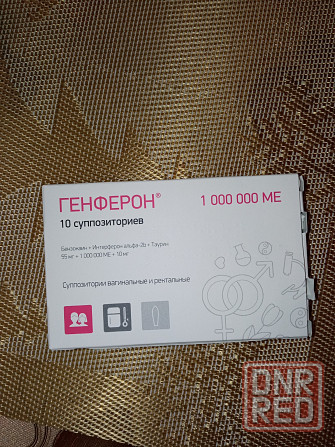 ГЕНФЕРОН®
1 000 000 МЕ
10 суппозиториев
Бензокаин + Интерферон альфа-2b + Таурин
55 мг + 1 000 000 МЕ + 10 мг
Суппозитории вагинальные и ректальные
DNR
RED